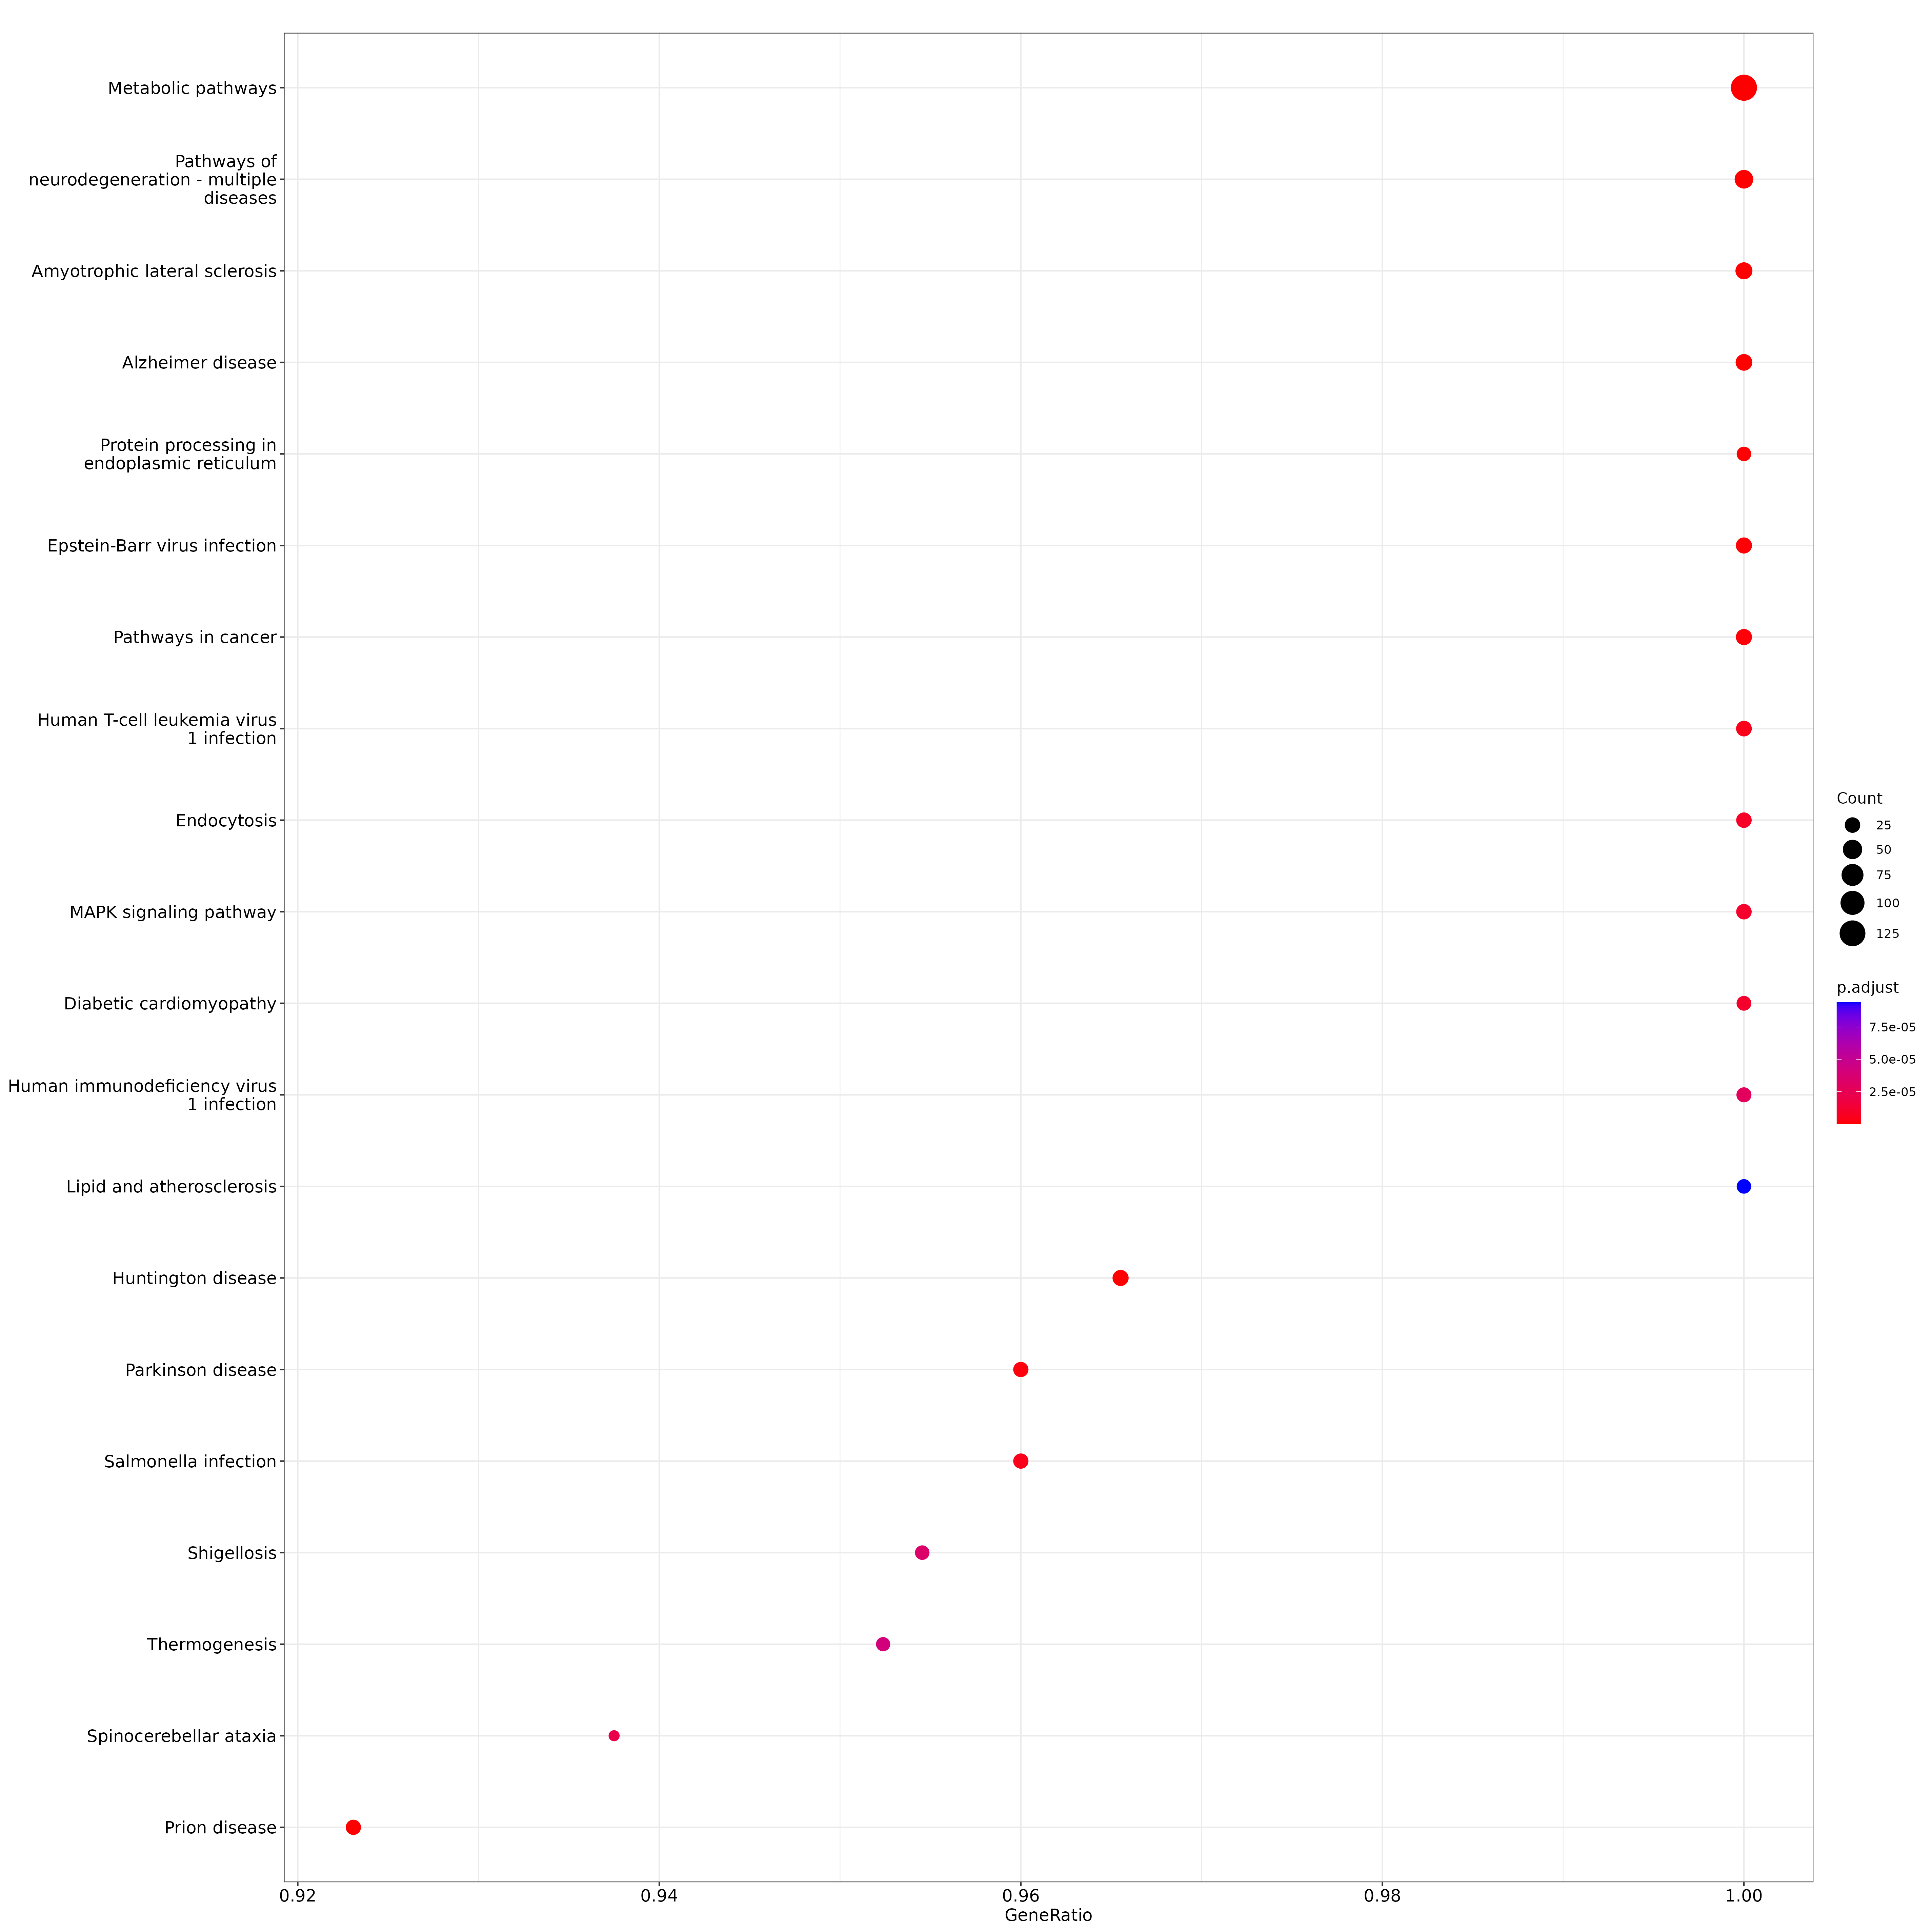 Metabolic pathways
Pathways of
neurodegeneration - multiple
diseases
Amyotrophic lateral sclerosis
Alzheimer disease
Protein processing in
endoplasmic reticulum
Epstein-Barr virus infection
Pathways in cancer
Human T-cell leukemia virus
1 infection
Endocytosis
MAPK signaling pathway
Diabetic cardiomyopathy
Human immunodeficiency virus
1 infection
Lipid and atherosclerosis
Huntington disease
Parkinson disease
Salmonella infection
Shigellosis
Thermogenesis
Spinocerebellar ataxia
Prion disease
0.92 0.94 0.96 0.98 1.00
GeneRatio
Count
25
50
75
100
125
p.adjust
7.5e-05
5.0e-05
2.5e-05